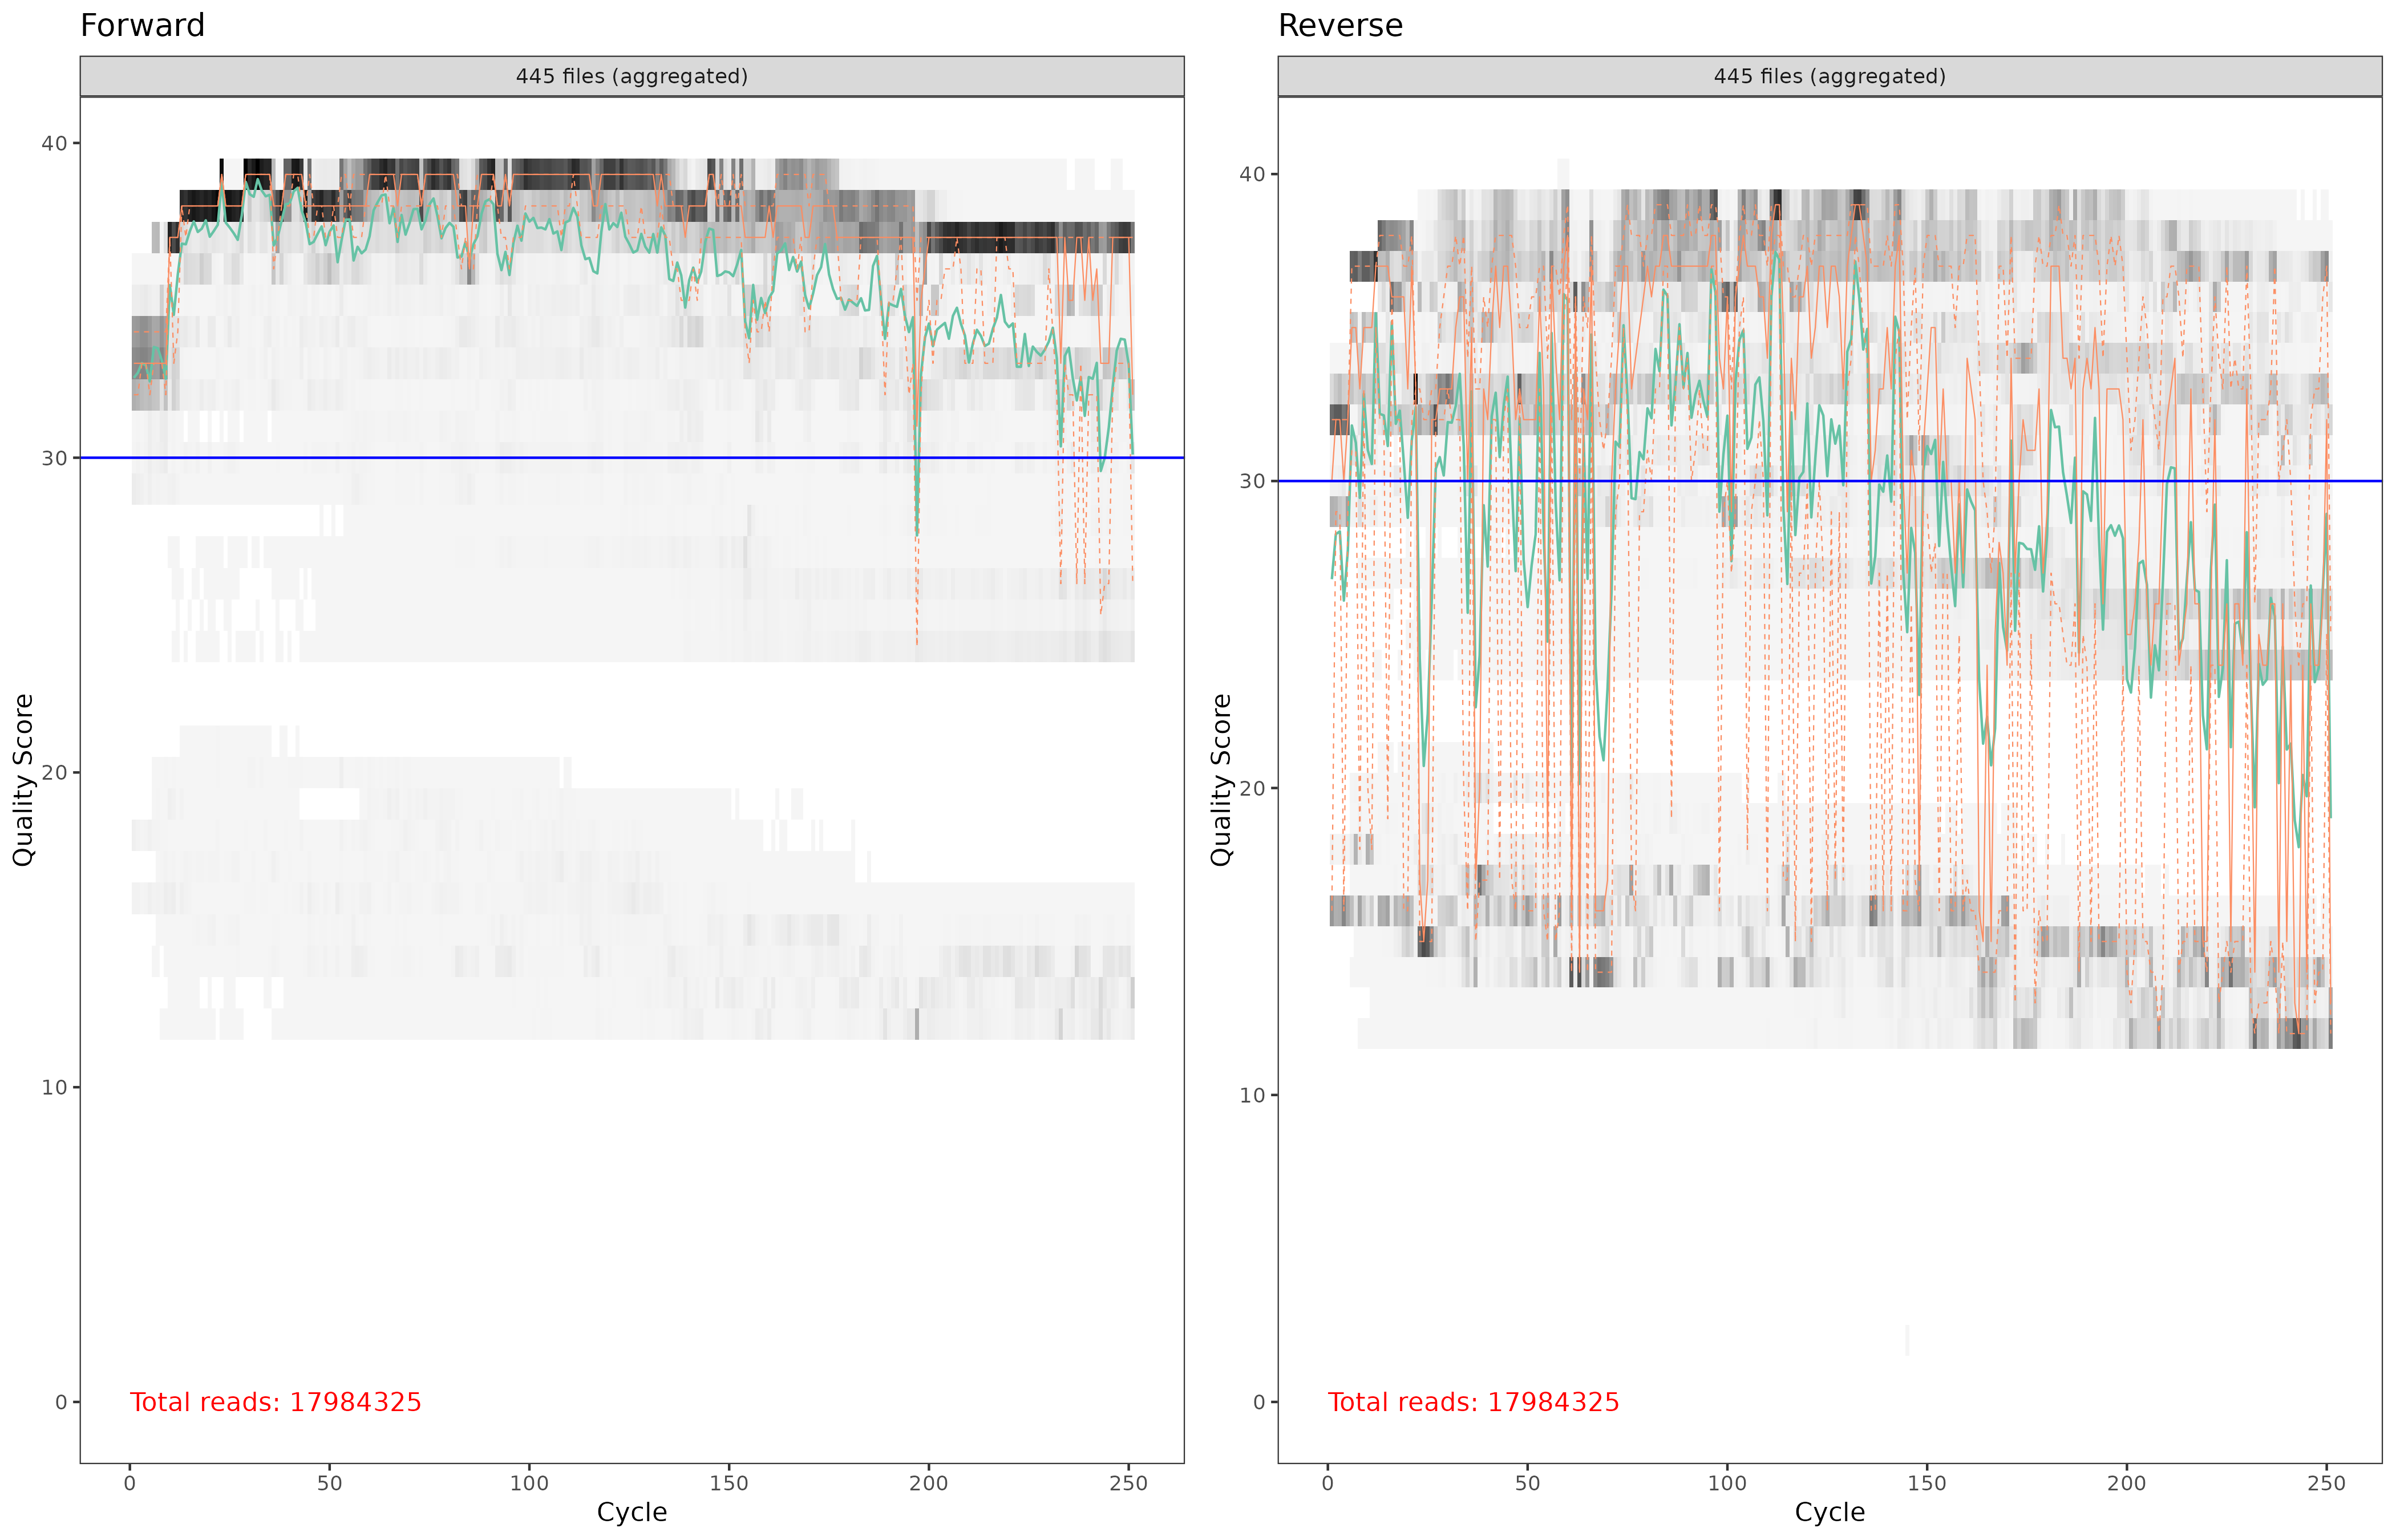 Forward
445 files (aggregated)
40
30
20
10
0
Quality Score
Total reads: 17984325
0 50 100 150 200 250
Cycle
Reverse
445 files (aggregated)
40
30
20
10
0
Quality Score
Total reads: 17984325
0 50 100 150 200 250
Cycle